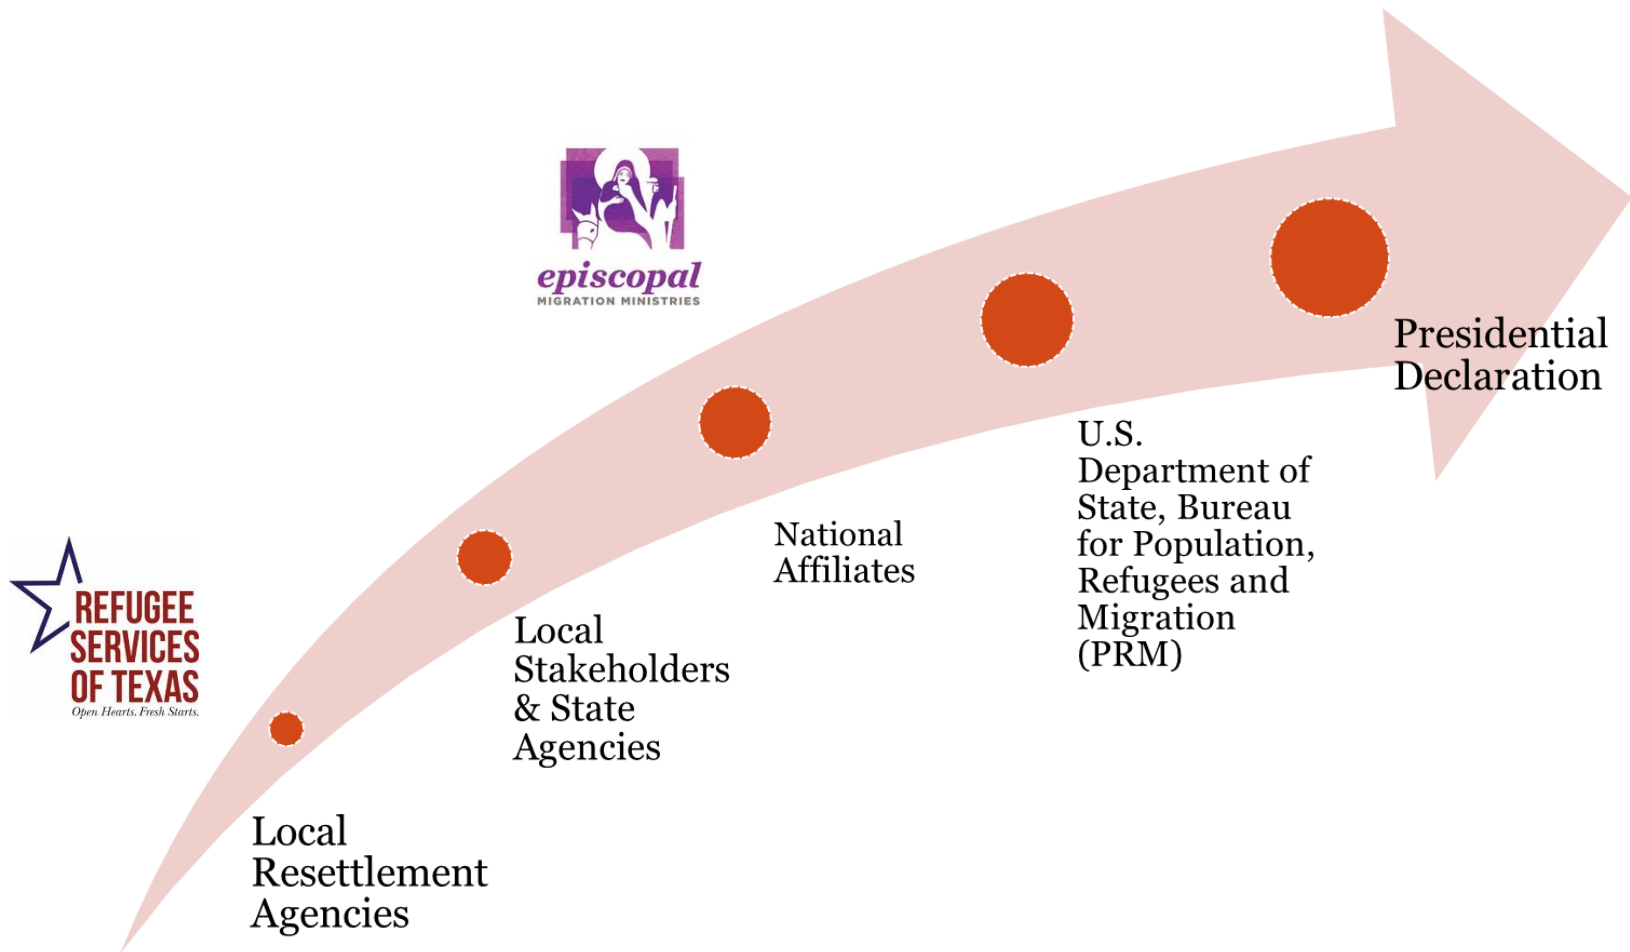 episcopal
MIGRATION MINISTRIES
REFUGEE
SERVICES
OF TEXAS
Open Hearts. Fresh Starts.
Local
Resettlement
Agencies
Local
Stakeholders
& State
Agencies
National
Affiliates
U.S.
Department of
State, Bureau
for Population,
Refugees and
Migration
(PRM)
Presidential
Declaration